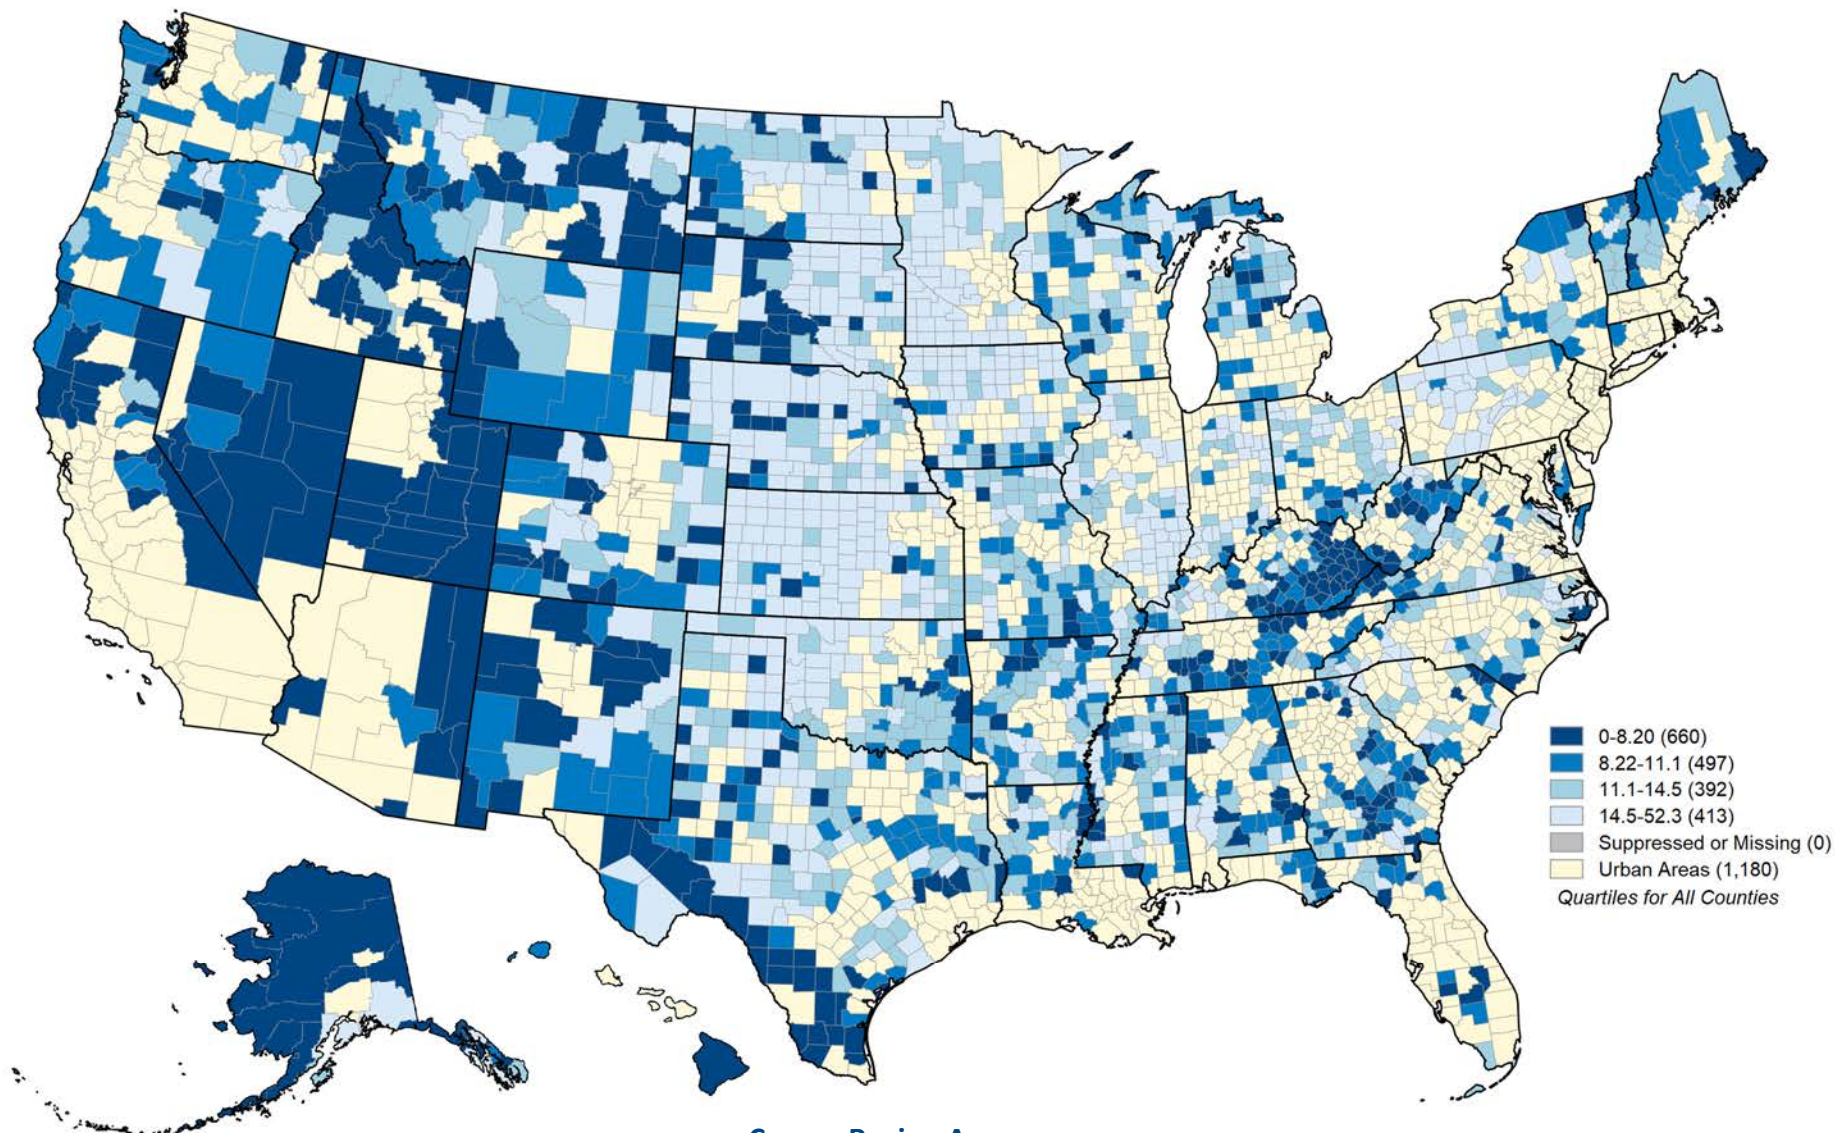 0-8.20 (660)
8.22-11.1 (497)
11.1-14.5 (392)
14.5-52.3 (413)
Suppressed or Missing (0)
Urban Areas (1,180)
Quartiles for All Counties